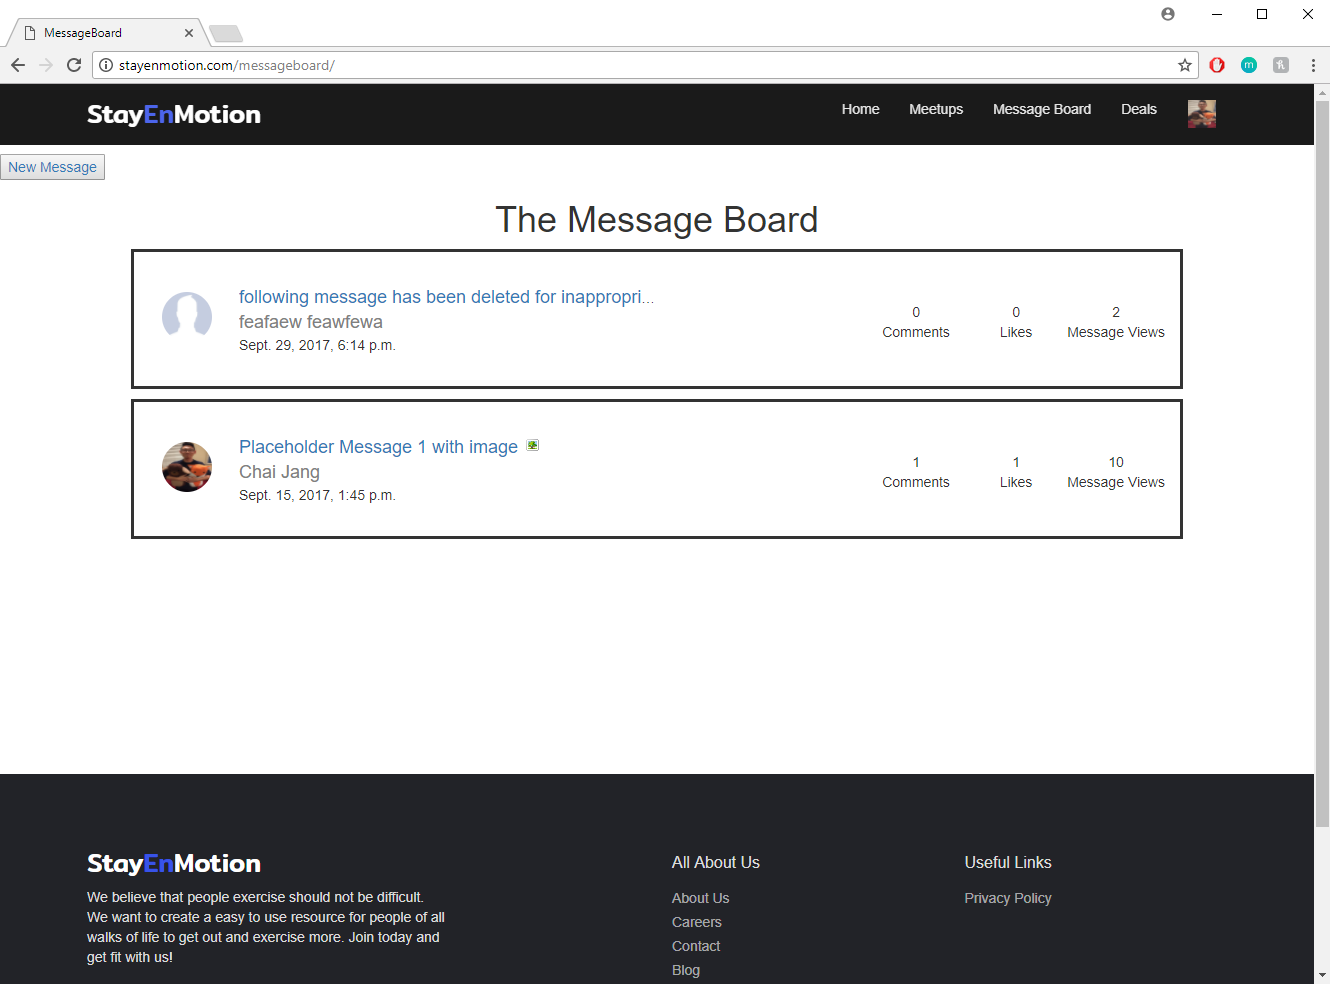 MessageBoard
stayenmotion.com/messageboard/
StayEnMotion
Home Meetups Message Board Deals
New Message
The Message Board
following message has been deleted for inappropri...
feafaew feawfewa
Sept. 29, 2017, 6:14 p.m.
0
Comments
0
Likes
2
Message Views
Placeholder Message 1 with image
Chai Jang
Sept. 15, 2017, 1:45 p.m.
1
Comments
1
Likes
10
Message Views
StayEnMotion
We believe that people exercise should not be difficult.
We want to create a easy to use resource for people of all
walks of life to get out and exercise more. Join today and
get fit with us!
All About Us
About Us
Careers
Contact
Blog
Useful Links
Privacy Policy